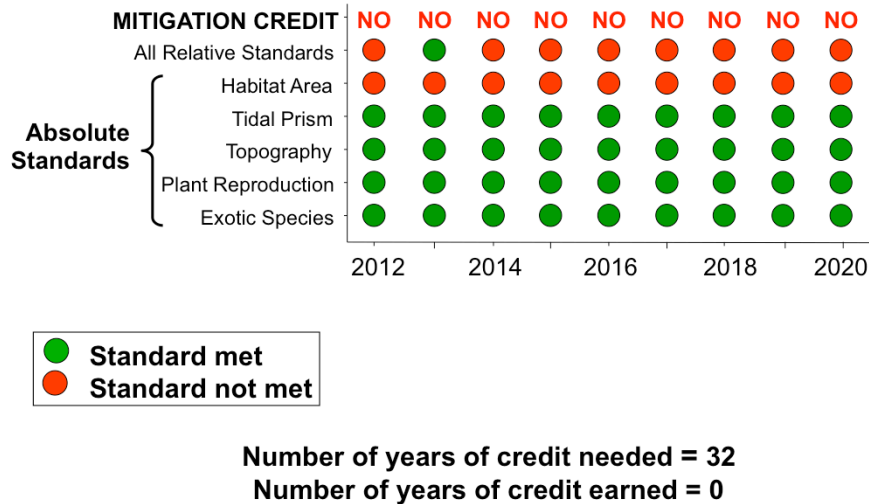 MITIGATION CREDIT NO NO NO NO NO NO NO NO NO
All Relative Standards
Habitat Area
Tidal Prism
Absolute Standards
Topography
Plant Reproduction
Exotic Species
2012 2014 2016 2018 2020
Standard met
Standard not met
Number of years of credit needed = 32
Number of years of credit earned = 0